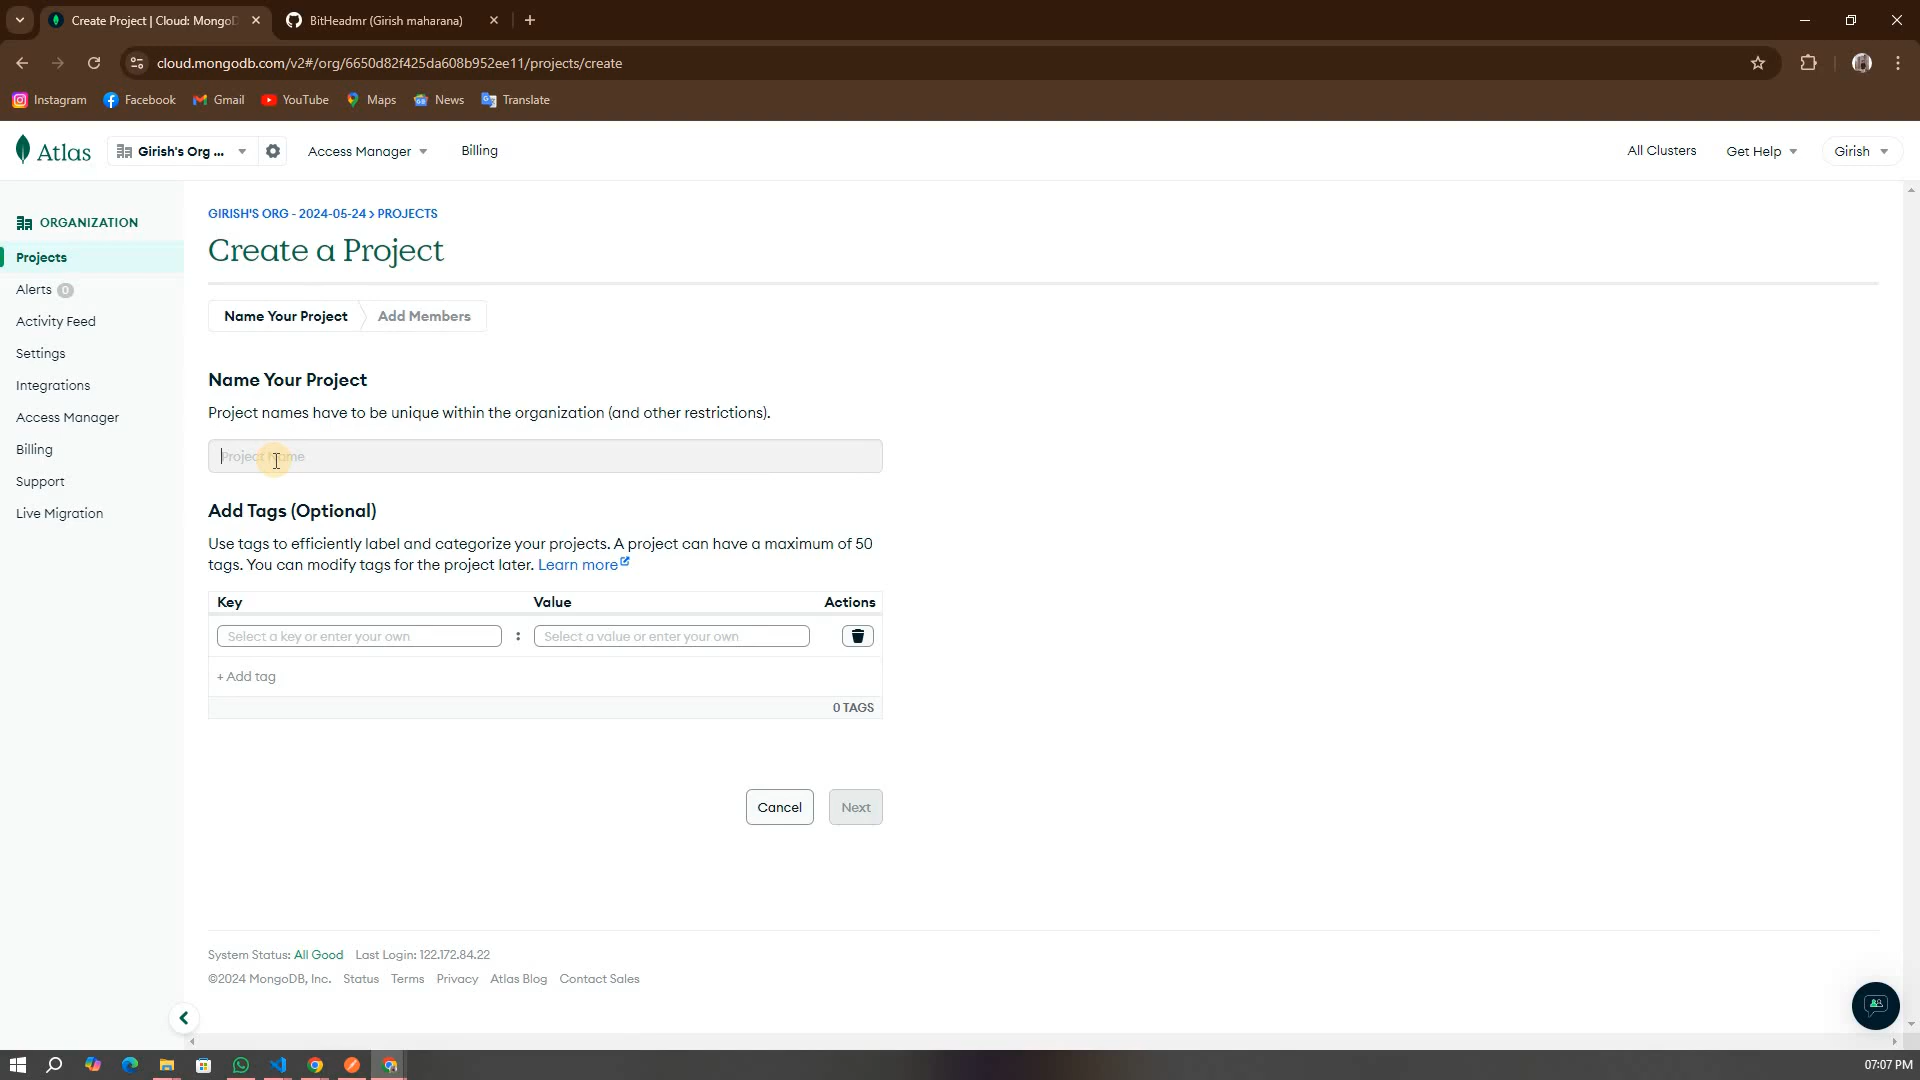 Create Project | Cloud: MongoD
BitHeadmr (Girish maharana)
cloud.mongodb.com/v2#/org/6650d82f425da608b952ee11/projects/create
Instagram
Facebook
Gmail
YouTube
Maps
News
Translate
Atlas
Girish's Org ...
Access Manager
Billing
All Clusters
Get Help
Girish
ORGANIZATION
Projects
Alerts 0
Activity Feed
Settings
Integrations
Access Manager
Billing
Support
Live Migration
GIRISH'S ORG - 2024-05-24 > PROJECTS
Create a Project
Name Your Project
Add Members
Name Your Project
Project names have to be unique within the organization (and other restrictions).
Project Name
Add Tags (Optional)
Use tags to efficiently label and categorize your projects. A project can have a maximum of 50
tags. You can modify tags for the project later. Learn more
Key Value Actions
Select a key or enter your own : Select a value or enter your own
+ Add tag
0 TAGS
Cancel
Next
System Status: All Good Last Login: 122.172.84.22
©2024 MongoDB, Inc. Status Terms Privacy Atlas Blog Contact Sales
07:07 PM